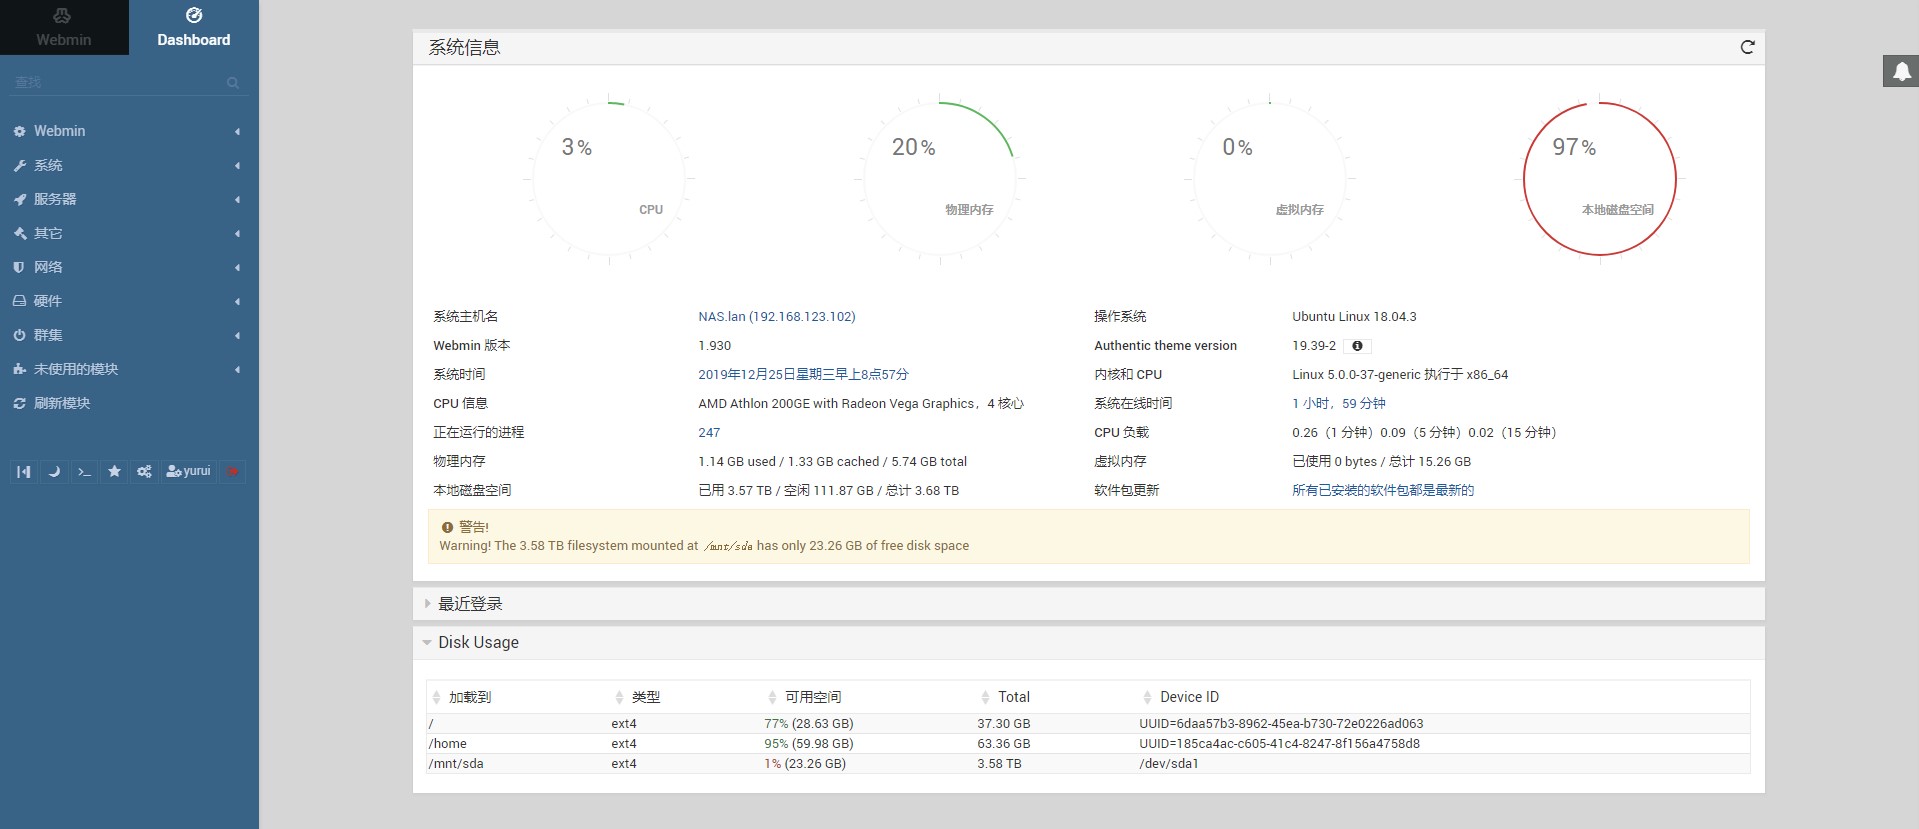 Webmin
Dashboard
查找
Webmin
系统
服务器
其它
网络
硬件
群集
未使用的模块
刷新模块
yurui
系统信息
3%
CPU
20%
物理内存
0%
虚拟内存
97%
本地磁盘空间
系统主机名 NAS.lan (192.168.123.102) 操作系统 Ubuntu Linux 18.04.3
Webmin 版本 1.930 Authentic theme version 19.39-2
系统时间 2019年12月25日星期三早上8点57分 内核和 CPU Linux 5.0.0-37-generic 执行于 x86_64
CPU 信息 AMD Athlon 200GE with Radeon Vega Graphics，4 核心 系统在线时间 1 小时，59 分钟
正在运行的进程 247 CPU 负载 0.26（1 分钟）0.09（5 分钟）0.02（15 分钟）
物理内存 1.14 GB used / 1.33 GB cached / 5.74 GB total 虚拟内存 已使用 0 bytes / 总计 15.26 GB
本地磁盘空间 已用 3.57 TB / 空闲 111.87 GB / 总计 3.68 TB 软件包更新 所有已安装的软件包都是最新的
警告!
Warning! The 3.58 TB filesystem mounted at /mnt/sda has only 23.26 GB of free disk space
最近登录
Disk Usage
加载到 类型 可用空间 Total Device ID
/ ext4 77% (28.63 GB) 37.30 GB UUID=6daa57b3-8962-45ea-b730-72e0226ad063
/home ext4 95% (59.98 GB) 63.36 GB UUID=185ca4ac-c605-41c4-8247-8f156a4758d8
/mnt/sda ext4 1% (23.26 GB) 3.58 TB /dev/sda1